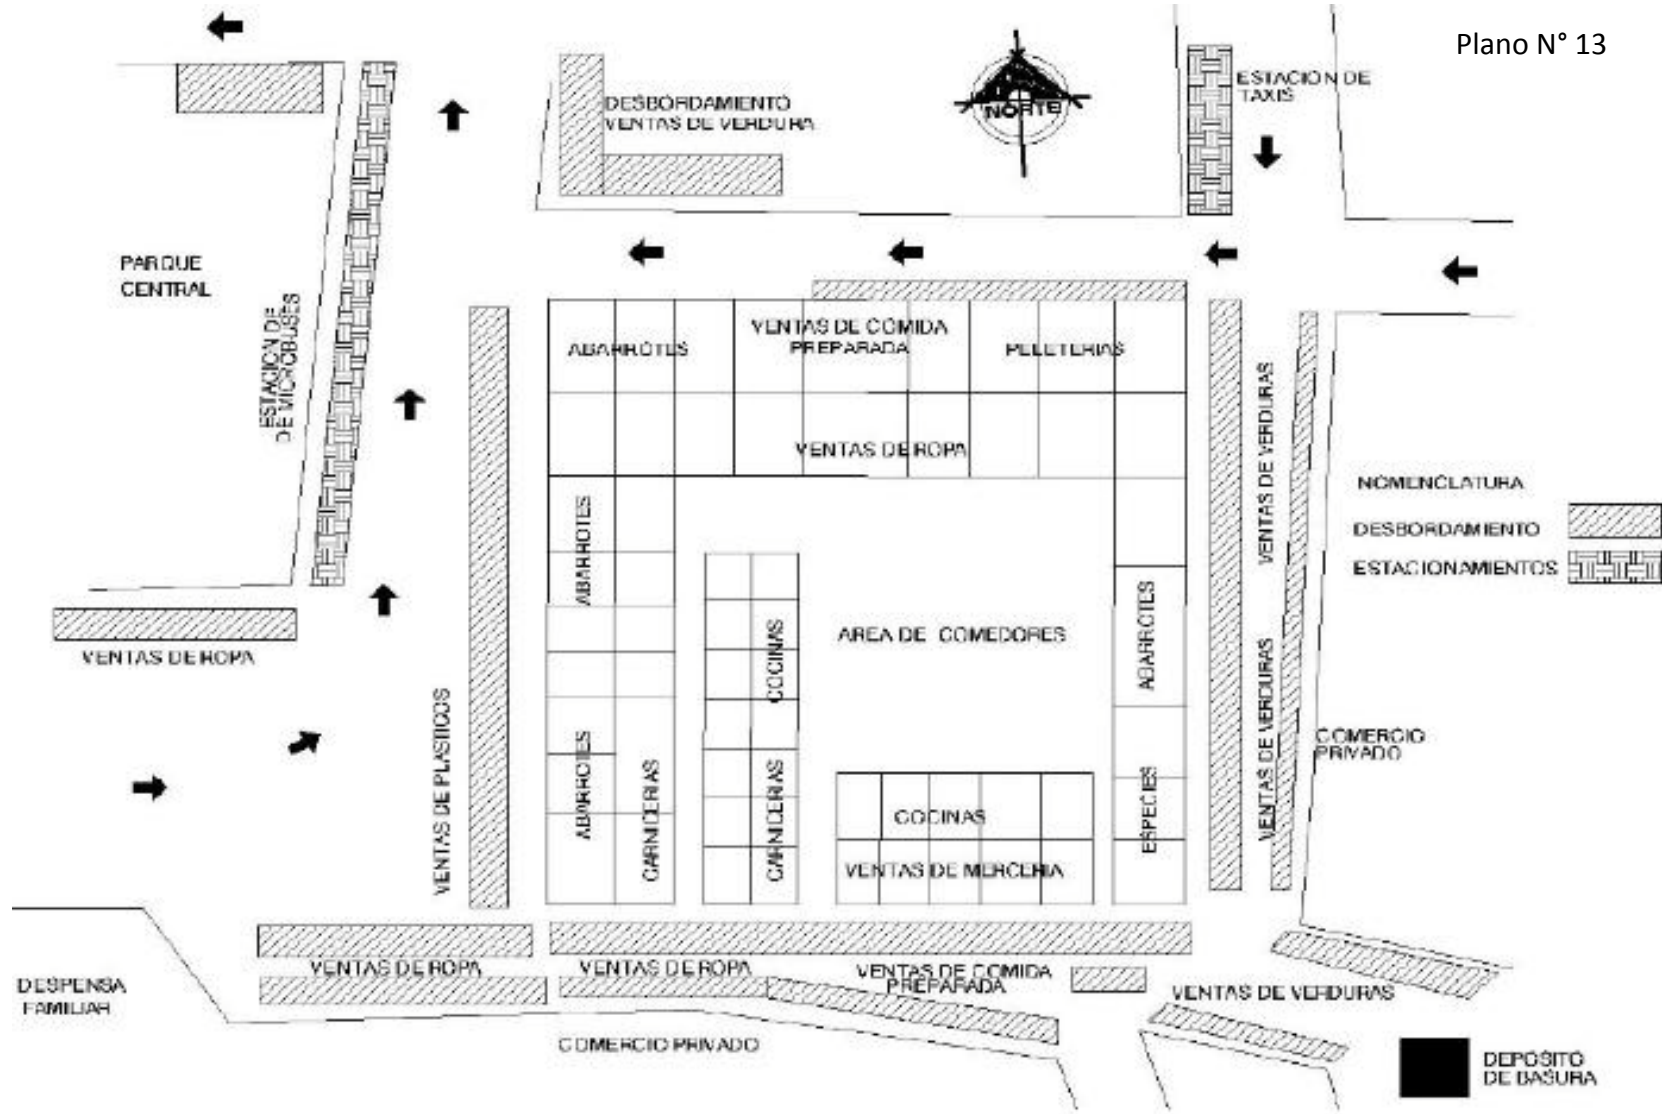 Plano N° 13
ESTACION DE
TAXIS
DESBORDAMIENTO
VENTAS DE VERDURA
NORTE
PARQUE
CENTRAL
ESTACION DE
DE MICROBUSES
ABARROTES
VENTAS DE COMIDA
PREPARADA
PELETERIAS
VENTAS DE ROPA
VENTAS DE VERDURAS
NOMENCLATURA
DESBORDAMIENTO
ESTACIONAMIENTOS
ABARROTES
COCINAS
AREA DE COMEDORES
ABARROTES
VENTAS DE VERDURAS
VENTAS DE ROPA
VENTAS DE PLASTICOS
ABARROTES
CARNICERIAS
CARNICERIAS
COCINAS
VENTAS DE MERCERIA
ESPECIES
COMERCIO
PRIVADO
DESPENSA
FAMILIAR
VENTAS DE ROPA
VENTAS DE ROPA
VENTAS DE COMIDA
PREPARADA
VENTAS DE VERDURAS
COMERCIO PRIVADO
DEPOSITO
DE BASURA